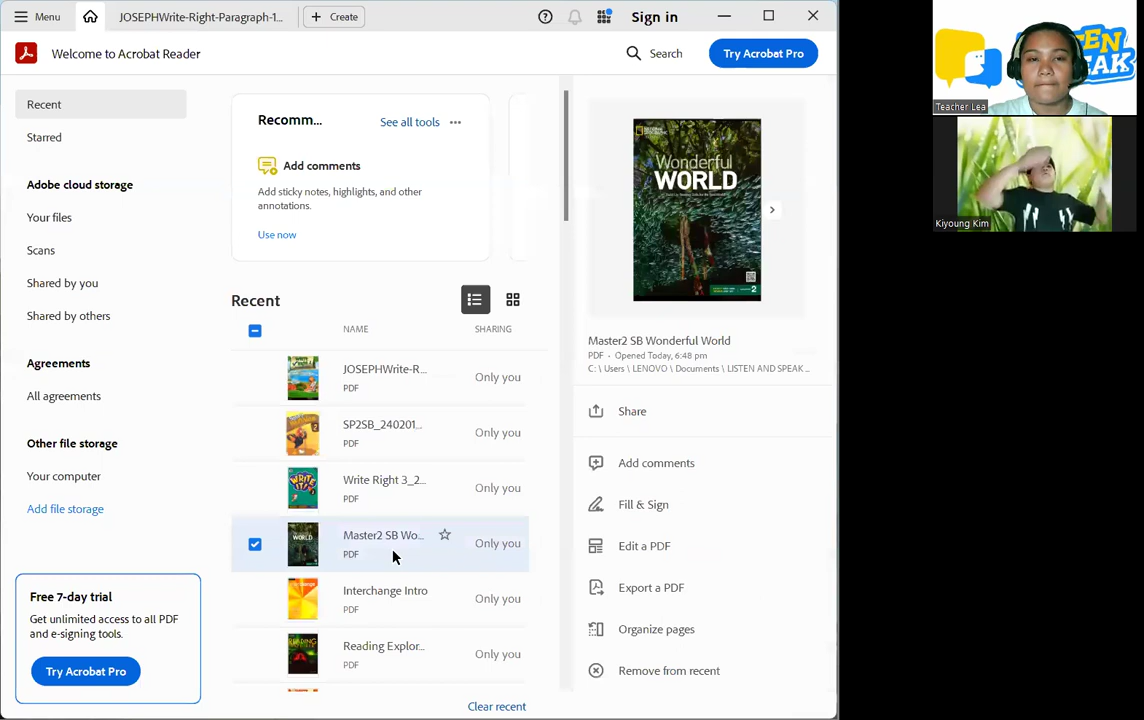 Menu
JOSEPHWrite-Right-Paragraph-1...
Create
Sign in
Welcome to Acrobat Reader
Search
Try Acrobat Pro
Recent
Starred
Adobe cloud storage
Your files
Scans
Shared by you
Shared by others
Agreements
All agreements
Other file storage
Your computer
Add file storage
Free 7-day trial
Get unlimited access to all PDF
and e-signing tools.
Try Acrobat Pro
Recomm...
See all tools
Add comments
Add sticky notes, highlights, and other
annotations.
Use now
Recent
NAME
SHARING
JOSEPHWrite-R...
PDF
Only you
SP2SB_240201...
PDF
Only you
Write Right 3_2...
PDF
Only you
Master2 SB Wo...
PDF
Only you
Interchange Intro
PDF
Only you
Reading Explor...
PDF
Only you
Clear recent
Wonderful
WORLD
Master2 SB Wonderful World
PDF • Opened Today, 6:48 pm
C: \ Users \ LENOVO \ Documents \ LISTEN AND SPEAK ...
Share
Add comments
Fill & Sign
Edit a PDF
Export a PDF
Organize pages
Remove from recent
Teacher Lea
Kiyoung Kim